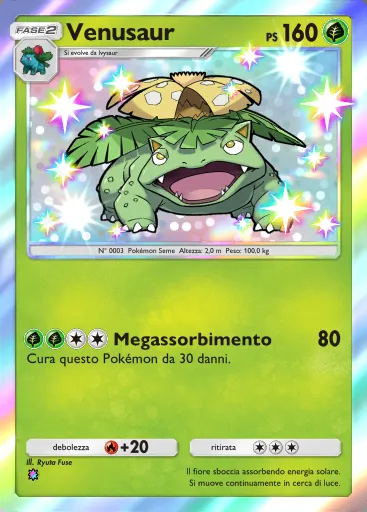 FASE 2
Venusaur
PS 160
Si evolve da Ivysaur
N° 0003 Pokémon Seme Altezza: 2,0 m Peso: 100,0 kg
Megassorbimento 80
Cura questo Pokémon da 30 danni.
debolezza +20 ritirata
Ill. Ryuta Fuse
Il fiore sboccia assorbendo energia solare.
Si muove continuamente in cerca di luce.